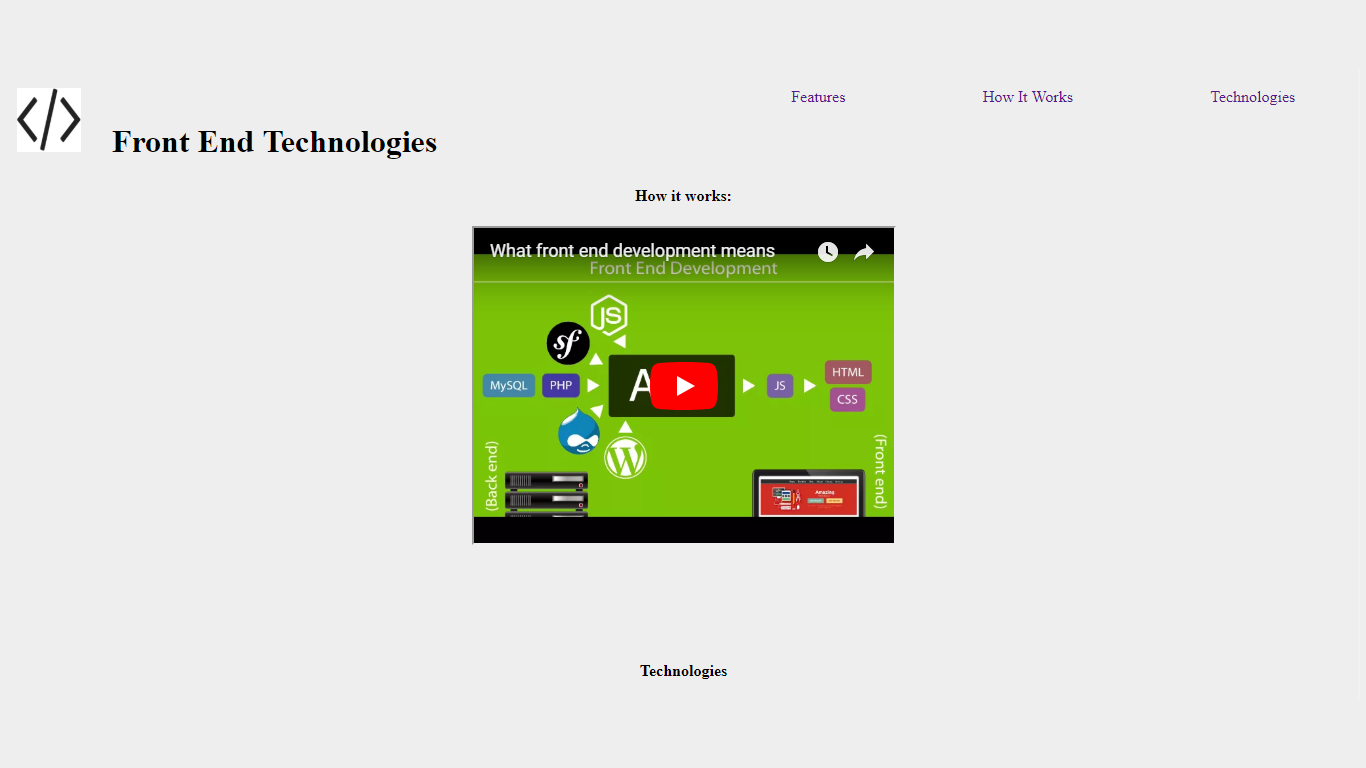 Features
How It Works
Technologies
</>
Front End Technologies
How it works:
What front end development means
Front End Development
JS
sf
MySQL
PHP
A
JS
HTML
CSS
W
(Back end)
(Front end)
Amazing
Technologies